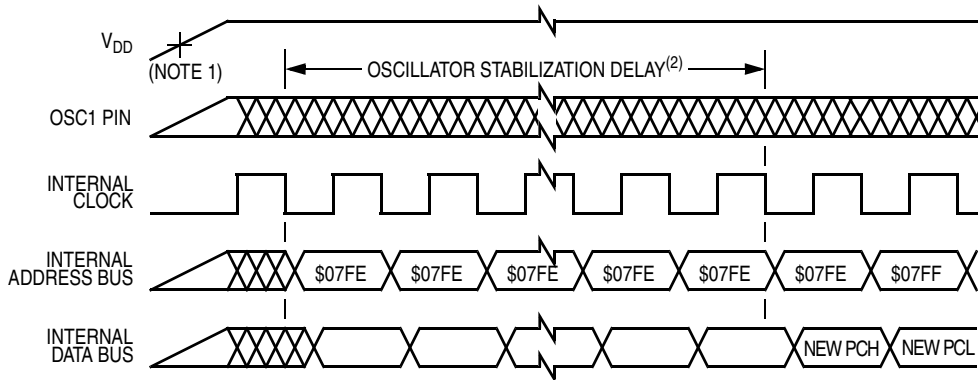 V_DD
(NOTE 1)
OSCILLATOR STABILIZATION DELAY(2)
OSC1 PIN
INTERNAL
CLOCK
INTERNAL
ADDRESS BUS
$07FE $07FE $07FE $07FE $07FE $07FE $07FF
INTERNAL
DATA BUS
NEW PCH NEW PCL